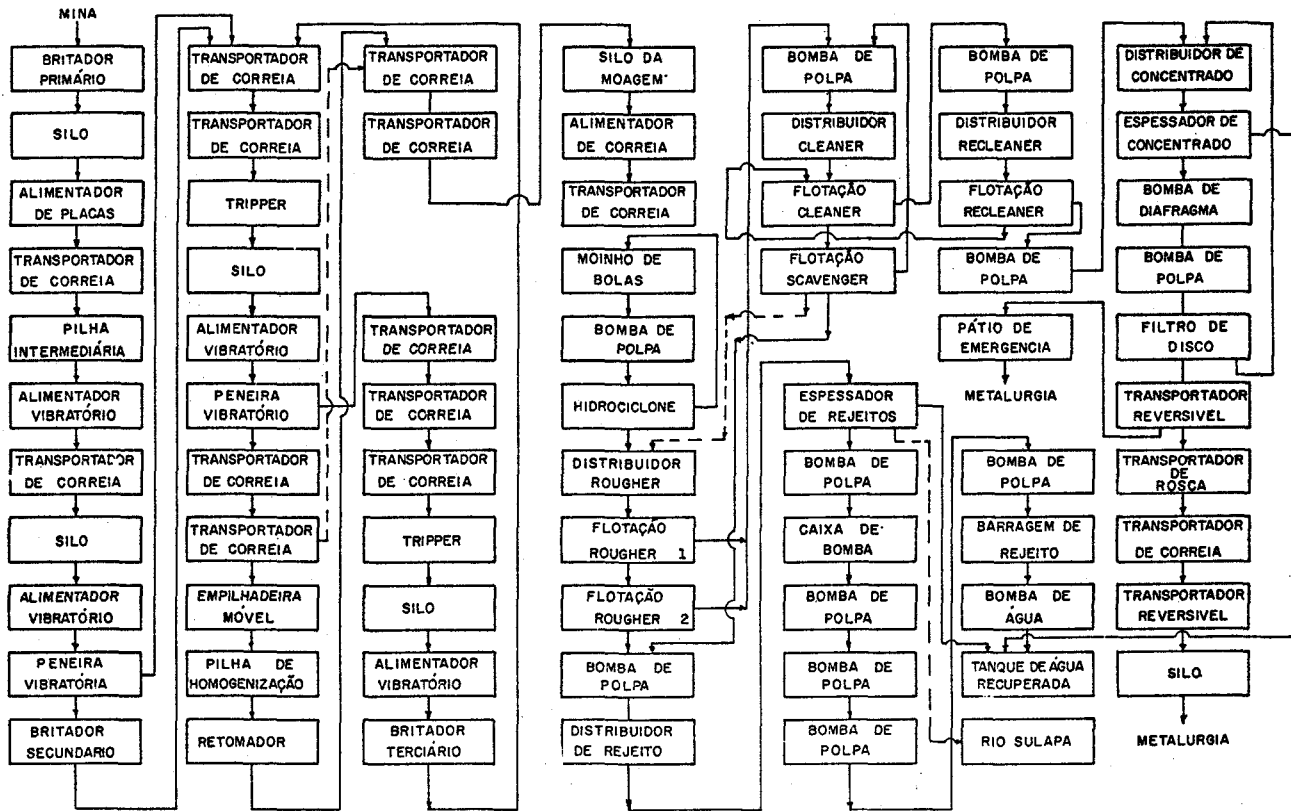 MINA
BRITADOR
PRIMÁRIO
SILO
ALIMENTADOR
DE PLACAS
TRANSPORTADOR
DE CORREIA
PILHA
INTERMEDIÁRIA
ALIMENTADOR
VIBRATÓRIO
TRANSPORTADOR
DE CORREIA
SILO
ALIMENTADOR
VIBRATÓRIO
PENEIRA
VIBRATÓRIA
BRITADOR
SECUNDARIO
TRANSPORTADOR
DE CORREIA
TRANSPORTADOR
DE CORREIA
TRIPPER
SILO
ALIMENTADOR
VIBRATÓRIO
PENEIRA
VIBRATÓRIO
TRANSPORTADOR
DE CORREIA
TRANSPORTADOR
DE CORREIA
EMPILHADEIRA
MÓVEL
PILHA DE
HOMOGENIZAÇÃO
RETOMADOR
TRANSPORTADOR
DE CORREIA
TRANSPORTADOR
DE CORREIA
TRANSPORTADOR
DE CORREIA
TRANSPORTADOR
DE CORREIA
TRANSPORTADOR
DE CORREIA
TRIPPER
SILO
ALIMENTADOR
VIBRATÓRIO
BRITADOR
TERCIÁRIO
SILO DA
MOAGEM
ALIMENTADOR
DE CORREIA
TRANSPORTADOR
DE CORREIA
MOINHO DE
BOLAS
BOMBA DE
POLPA
HIDROCICLONE
DISTRIBUIDOR
ROUGHER
FLOTAÇÃO
ROUGHER 1
FLOTAÇÃO
ROUGHER 2
BOMBA DE
POLPA
DISTRIBUIDOR
DE REJEITO
BOMBA DE
POLPA
DISTRIBUIDOR
CLEANER
FLOTAÇÃO
CLEANER
FLOTAÇÃO
SCAVENGER
ESPESSADOR
DE REJEITOS
BOMBA DE
POLPA
CAIXA DE
BOMBA
BOMBA DE
POLPA
BOMBA DE
POLPA
BOMBA DE
POLPA
BOMBA DE
POLPA
DISTRIBUIDOR
RECLEANER
FLOTAÇÃO
RECLEANER
BOMBA DE
POLPA
PÁTIO DE
EMERGENCIA
METALURGIA
BOMBA DE
POLPA
BARRAGEM DE
REJEITO
BOMBA DE
ÁGUA
TANQUE DE ÁGUA
RECUPERADA
RIO SULAPA
DISTRIBUIDOR DE
CONCENTRADO
ESPESSADOR DE
CONCENTRADO
BOMBA DE
DIAFRAGMA
BOMBA DE
POLPA
FILTRO DE
DISCO
TRANSPORTADOR
REVERSIVEL
TRANSPORTADOR
DE
ROSCA
TRANSPORTADOR
DE CORREIA
TRANSPORTADOR
REVERSIVEL
SILO
METALURGIA